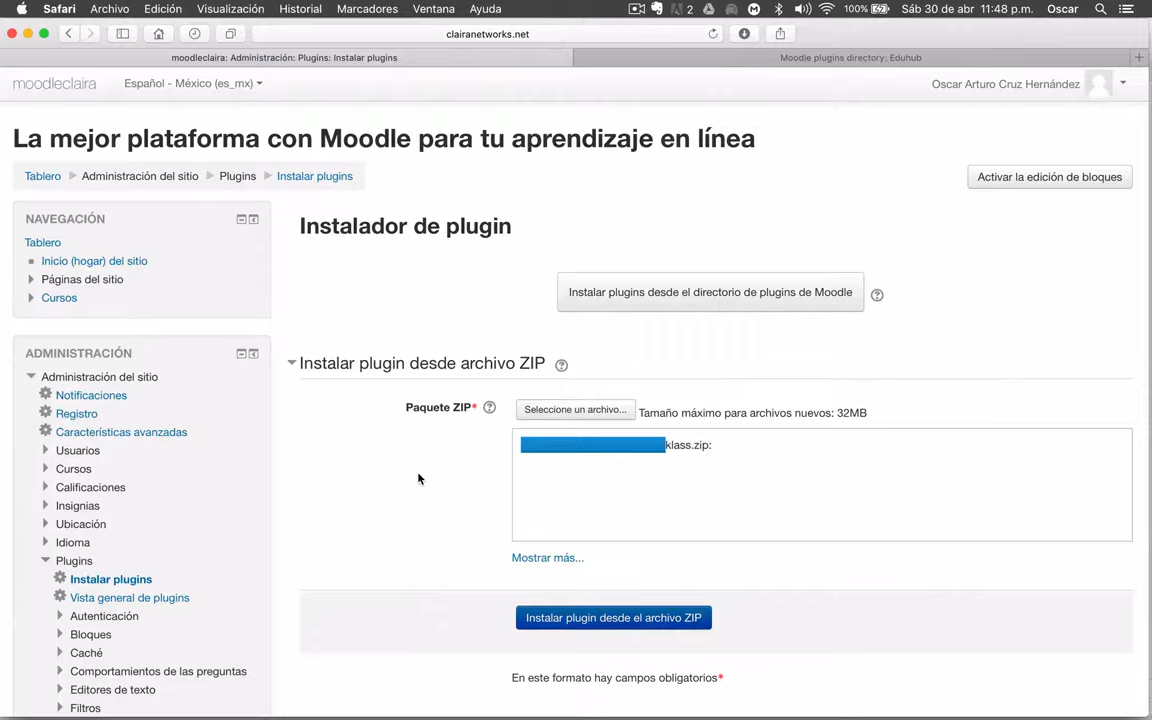 Safari Archivo Edición Visualización Historial Marcadores Ventana Ayuda 2 100% Sáb 30 de abr 11:48 p.m. Oscar
clairanetworks.net
moodleclaira: Administración: Plugins: Instalar plugins Moodle plugins directory: Eduhub
moodleclaira Español - México (es_mx) Oscar Arturo Cruz Hernández
La mejor plataforma con Moodle para tu aprendizaje en línea
Tablero Administración del sitio Plugins Instalar plugins
Activar la edición de bloques
NAVEGACIÓN
Tablero
Inicio (hogar) del sitio
Páginas del sitio
Cursos
ADMINISTRACIÓN
Administración del sitio
Notificaciones
Registro
Características avanzadas
Usuarios
Cursos
Calificaciones
Insignias
Ubicación
Idioma
Plugins
Instalar plugins
Vista general de plugins
Autenticación
Bloques
Caché
Comportamientos de las preguntas
Editores de texto
Filtros
Instalador de plugin
Instalar plugins desde el directorio de plugins de Moodle
Instalar plugin desde archivo ZIP
Paquete ZIP* Seleccione un archivo... Tamaño máximo para archivos nuevos: 32MB
klass.zip:
Mostrar más...
Instalar plugin desde el archivo ZIP
En este formato hay campos obligatorios*